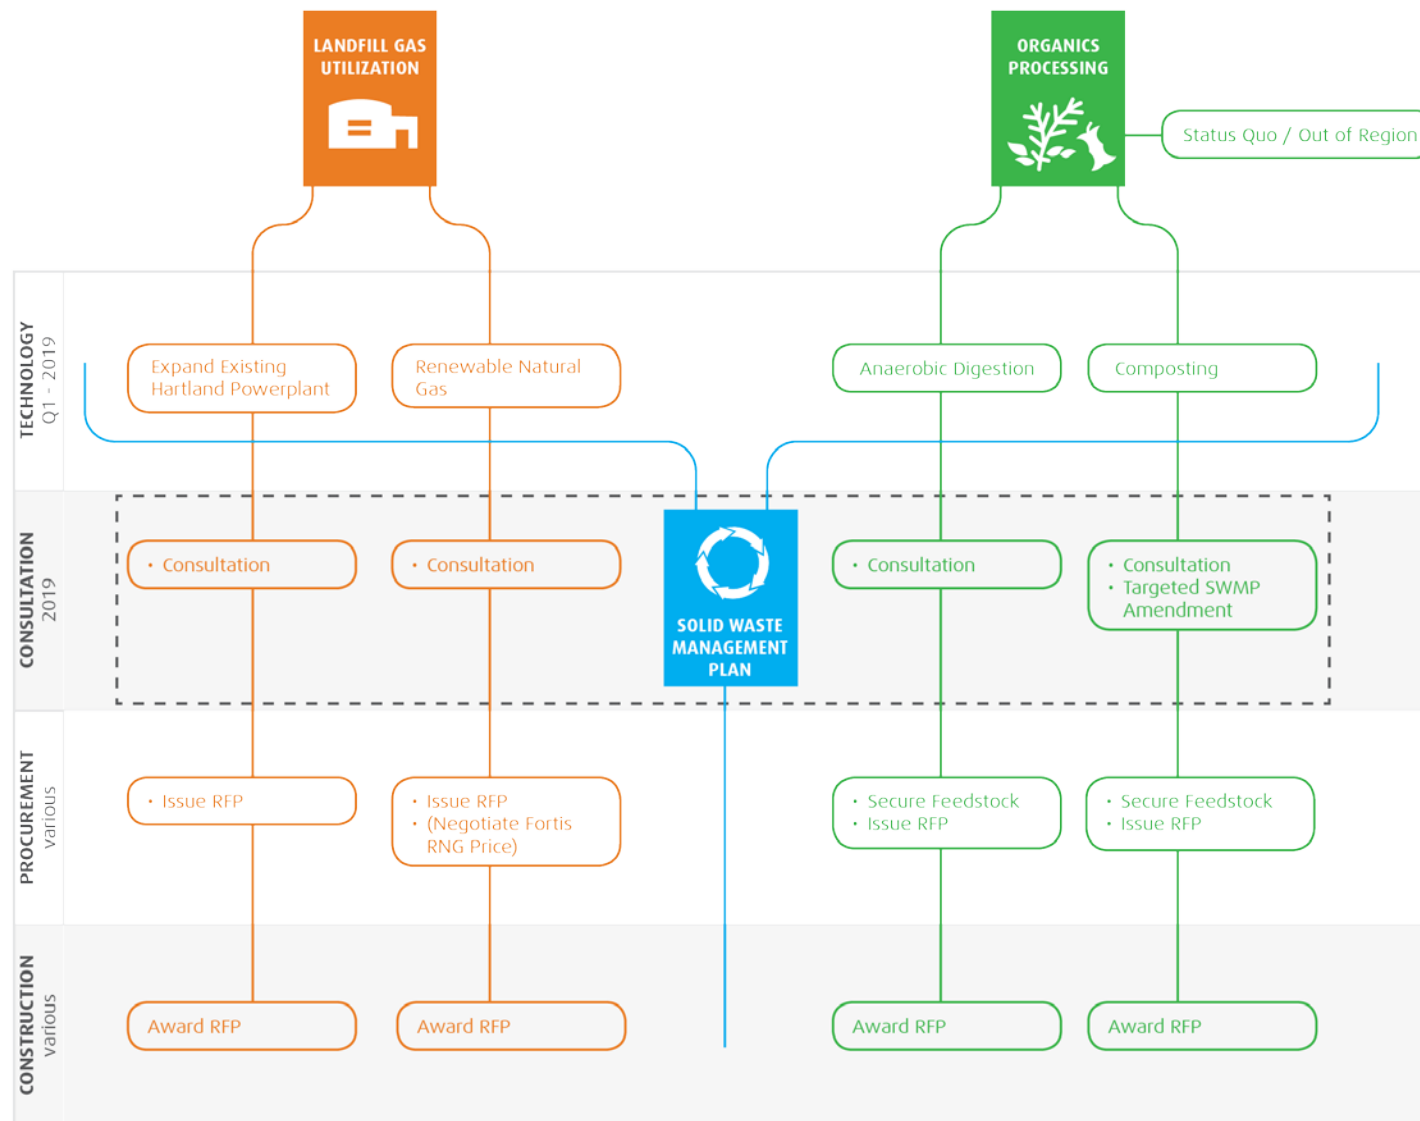 LANDFILL GAS
UTILIZATION
ORGANICS
PROCESSING
Status Quo / Out of Region
TECHNOLOGY
Q1 - 2019
Expand Existing
Hartland Powerplant
Renewable Natural
Gas
Anaerobic Digestion
Composting
CONSULTATION
2019
• Consultation
• Consultation
SOLID WASTE
MANAGEMENT
PLAN
• Consultation
• Consultation
• Targeted SWMP
Amendment
PROCUREMENT
various
• Issue RFP
• Issue RFP
• (Negotiate Fortis
RNG Price)
• Secure Feedstock
• Issue RFP
• Secure Feedstock
• Issue RFP
CONSTRUCTION
various
Award RFP
Award RFP
Award RFP
Award RFP